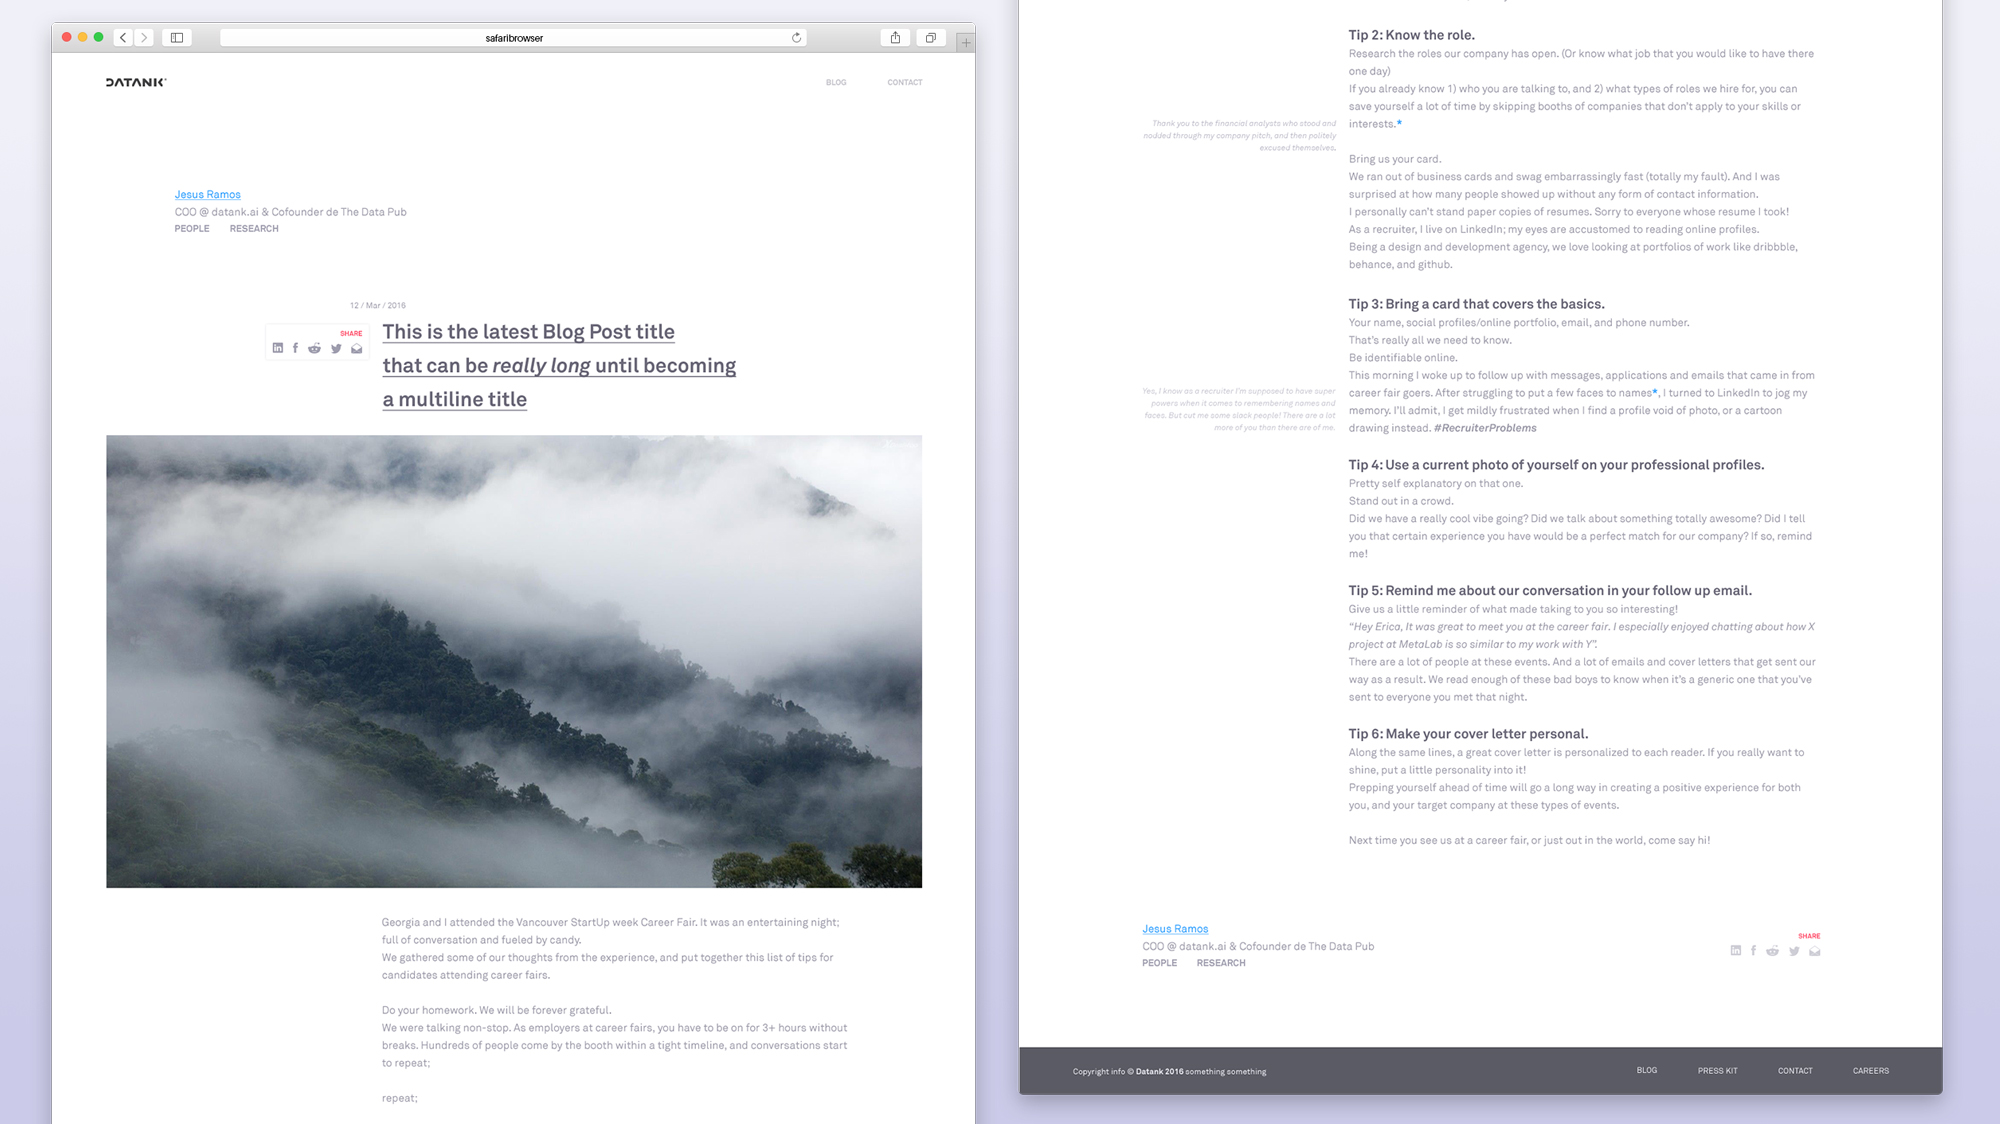 safaribrowser
DATANK
BLOG
CONTACT
Jesus Ramos
COO @ datank.ai & Cofounder de The Data Pub
PEOPLE RESEARCH
12 / Mar / 2016
SHARE
This is the latest Blog Post title
that can be really long until becoming
a multiline title
Georgia and I attended the Vancouver StartUp week Career Fair. It was an entertaining night;
full of conversation and fueled by candy.
We gathered some of our thoughts from the experience, and put together this list of tips for
candidates attending career fairs.
Do your homework. We will be forever grateful.
We were talking non-stop. As employers at career fairs, you have to be on for 3+ hours without
breaks. Hundreds of people come by the booth within a tight timeline, and conversations start
to repeat;
repeat;
Tip 2: Know the role.
Research the roles our company has open. (Or know what job that you would like to have there
one day)
If you already know 1) who you are talking to, and 2) what types of roles we hire for, you can
save yourself a lot of time by skipping booths of companies that don't apply to your skills or
interests.*
Thank you to the financial analysts who stood and
nodded through my company pitch, and then politely
excused themselves.
Bring us your card.
We ran out of business cards and swag embarrassingly fast (totally my fault). And I was
surprised at how many people showed up without any form of contact information.
I personally can't stand paper copies of resumes. Sorry to everyone whose resume I took!
As a recruiter, I live on LinkedIn; my eyes are accustomed to reading online profiles.
Being a design and development agency, we love looking at portfolios of work like dribbble,
behance, and github.
Tip 3: Bring a card that covers the basics.
Your name, social profiles/online portfolio, email, and phone number.
That's really all we need to know.
Be identifiable online.
This morning I woke up to follow up with messages, applications and emails that came in from
career fair goers. After struggling to put a few faces to names*, I turned to LinkedIn to jog my
memory. I'll admit, I get mildly frustrated when I find a profile void of photo, or a cartoon
drawing instead. #RecruiterProblems
Yes, I know as a recruiter I'm supposed to have super
powers when it comes to remembering names and
faces. But cut me some slack people! There are a lot
more of you than there are of me.
Tip 4: Use a current photo of yourself on your professional profiles.
Pretty self explanatory on that one.
Stand out in a crowd.
Did we have a really cool vibe going? Did we talk about something totally awesome? Did I tell
you that certain experience you have would be a perfect match for our company? If so, remind
me!
Tip 5: Remind me about our conversation in your follow up email.
Give us a little reminder of what made taking to you so interesting!
“Hey Erica, It was great to meet you at the career fair. I especially enjoyed chatting about how X
project at MetaLab is so similar to my work with Y”.
There are a lot of people at these events. And a lot of emails and cover letters that get sent our
way as a result. We read enough of these bad boys to know when it's a generic one that you've
sent to everyone you met that night.
Tip 6: Make your cover letter personal.
Along the same lines, a great cover letter is personalized to each reader. If you really want to
shine, put a little personality into it!
Prepping yourself ahead of time will go a long way in creating a positive experience for both
you, and your target company at these types of events.
Next time you see us at a career fair, or just out in the world, come say hi!
Jesus Ramos
COO @ datank.ai & Cofounder de The Data Pub
PEOPLE RESEARCH
SHARE
Copyright info © Datank 2016 something something
BLOG
PRESS KIT
CONTACT
CAREERS